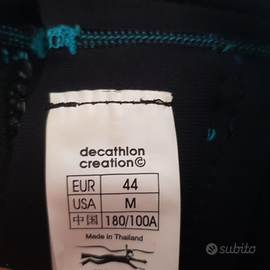 decathlon
creation©
EUR 44
USA M
中国 180/100A
Made in Thailand
subito